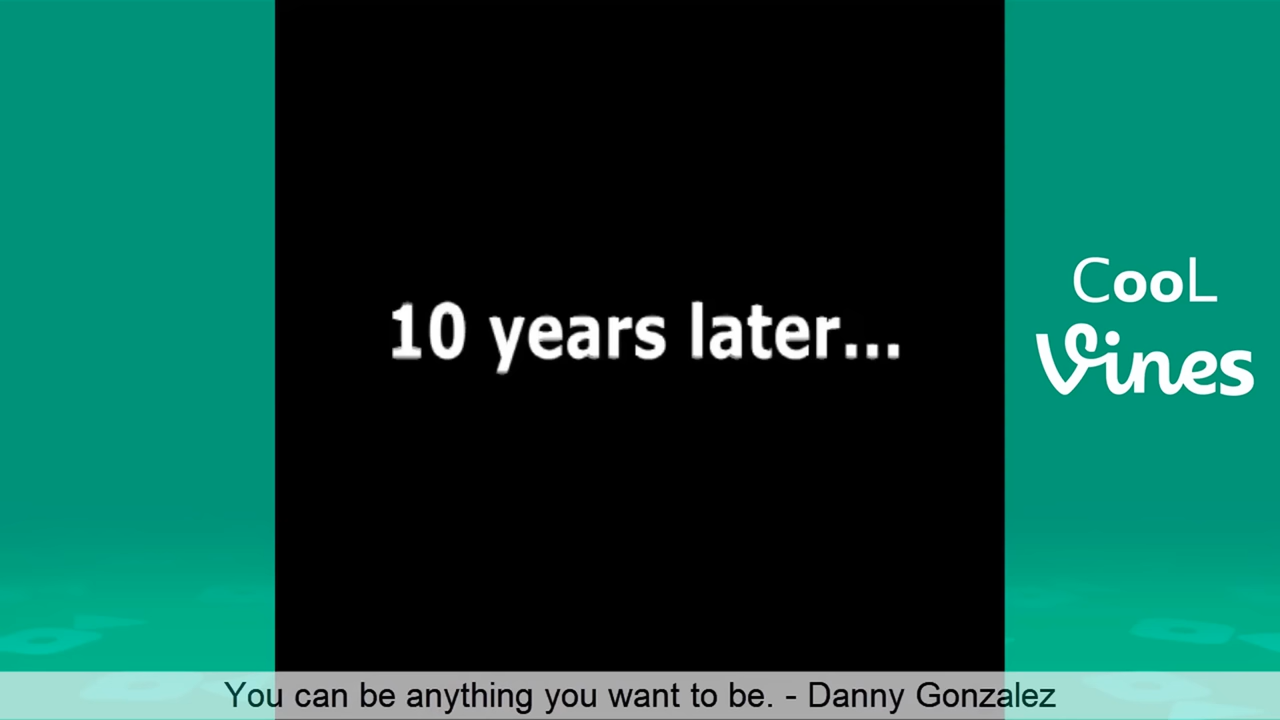 10 years later...
CooL
Vines
You can be anything you want to be. - Danny Gonzalez